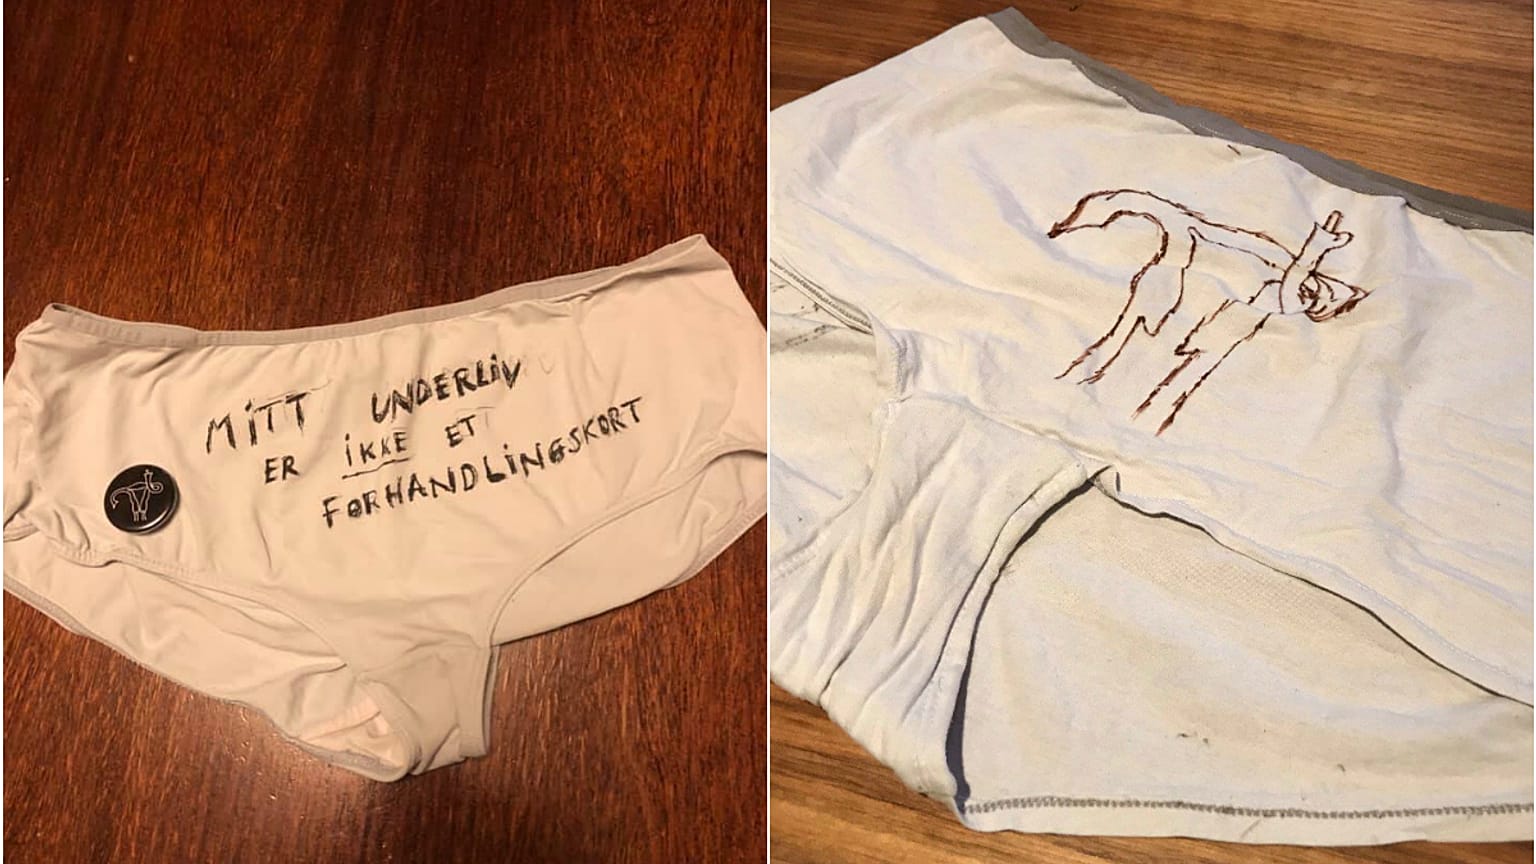 MITT UNDERLIV
ER IKKE ET
FORHANDLINGSKORT